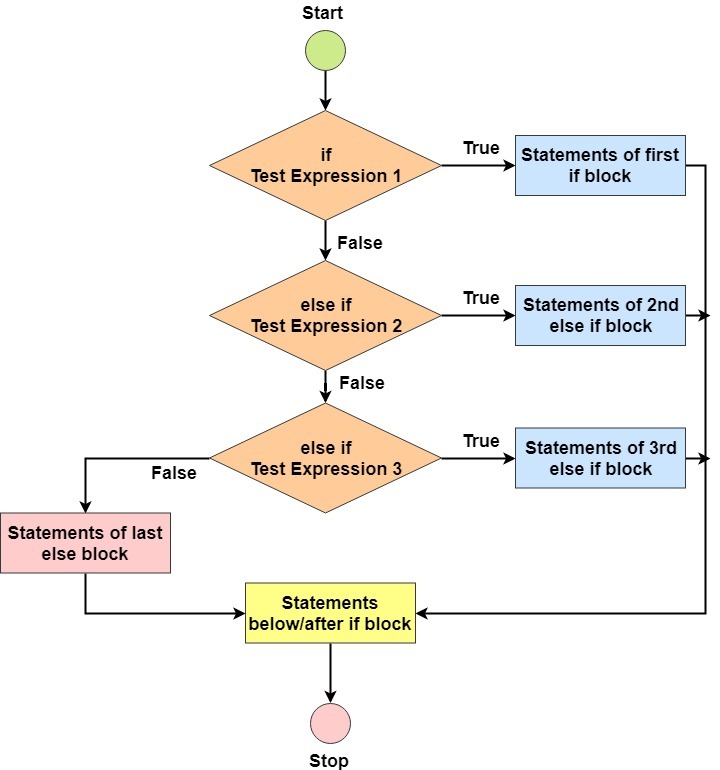 Start
if
Test Expression 1
True
Statements of first
if block
False
else if
Test Expression 2
True
Statements of 2nd
else if block
False
else if
Test Expression 3
True
Statements of 3rd
else if block
False
Statements of last
else block
Statements
below/after if block
Stop